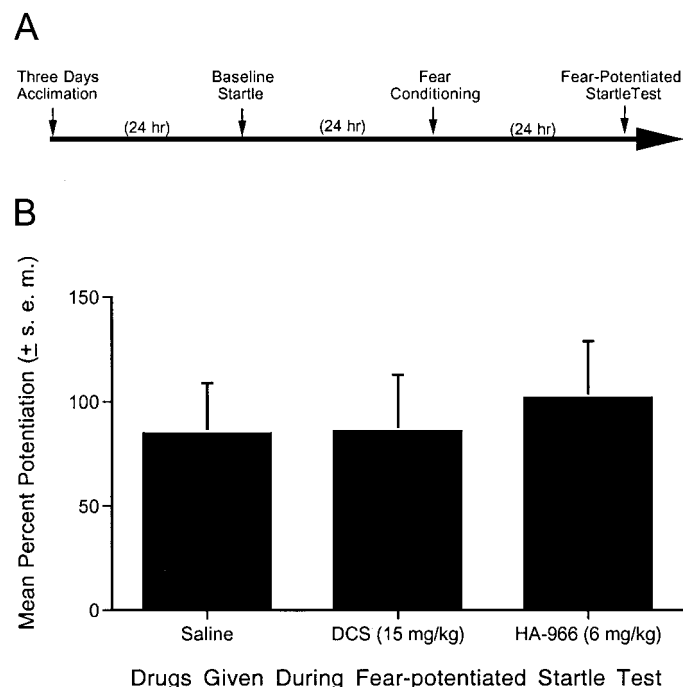 A
Three Days
Acclimation
Baseline
Startle
Fear
Conditioning
Fear-Potentiated
StartleTest
(24 hr)
(24 hr)
(24 hr)
B
Mean Percent Potentiation (± s. e. m.)
150
100
50
0
Saline
DCS (15 mg/kg)
HA-966 (6 mg/kg)
Drugs Given During Fear-potentiated Startle Test